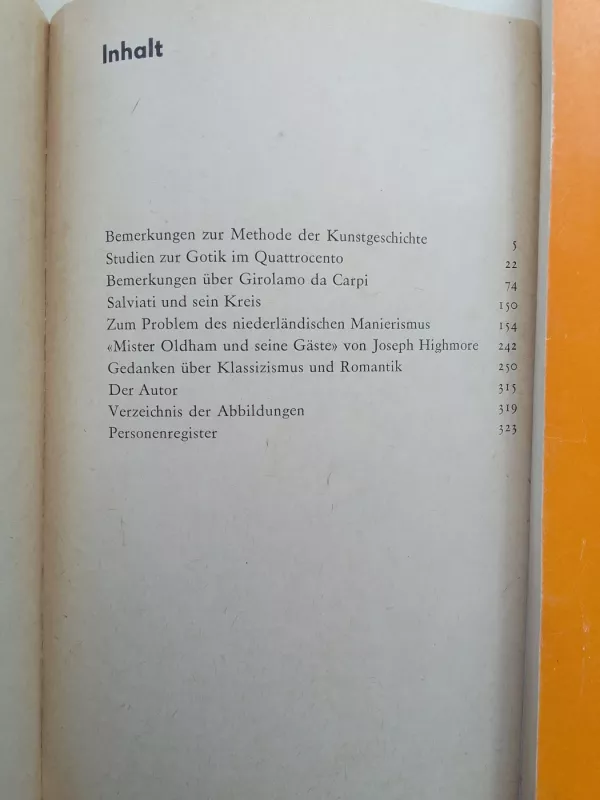 Inhalt
Bemerkungen zur Methode der Kunstgeschichte 5
Studien zur Gotik im Quattrocento 22
Bemerkungen über Girolamo da Carpi 74
Salviati und sein Kreis 150
Zum Problem des niederländischen Manierismus 154
«Mister Oldham und seine Gäste» von Joseph Highmore 242
Gedanken über Klassizismus und Romantik 250
Der Autor 315
Verzeichnis der Abbildungen 319
Personenregister 323